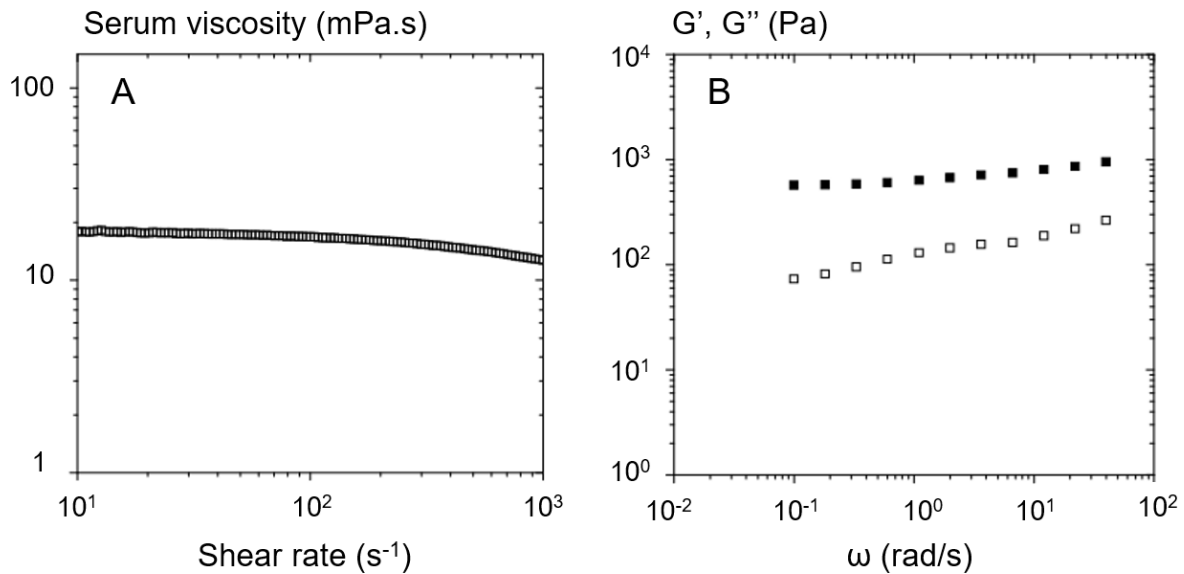 Serum viscosity (mPa.s)
A
100
10
1
10¹ 10² 10³
Shear rate (s⁻¹)
G’, G’’ (Pa)
B
10⁴
10³
10²
10¹
10⁰
10⁻² 10⁻¹ 10⁰ 10¹ 10²
ω (rad/s)